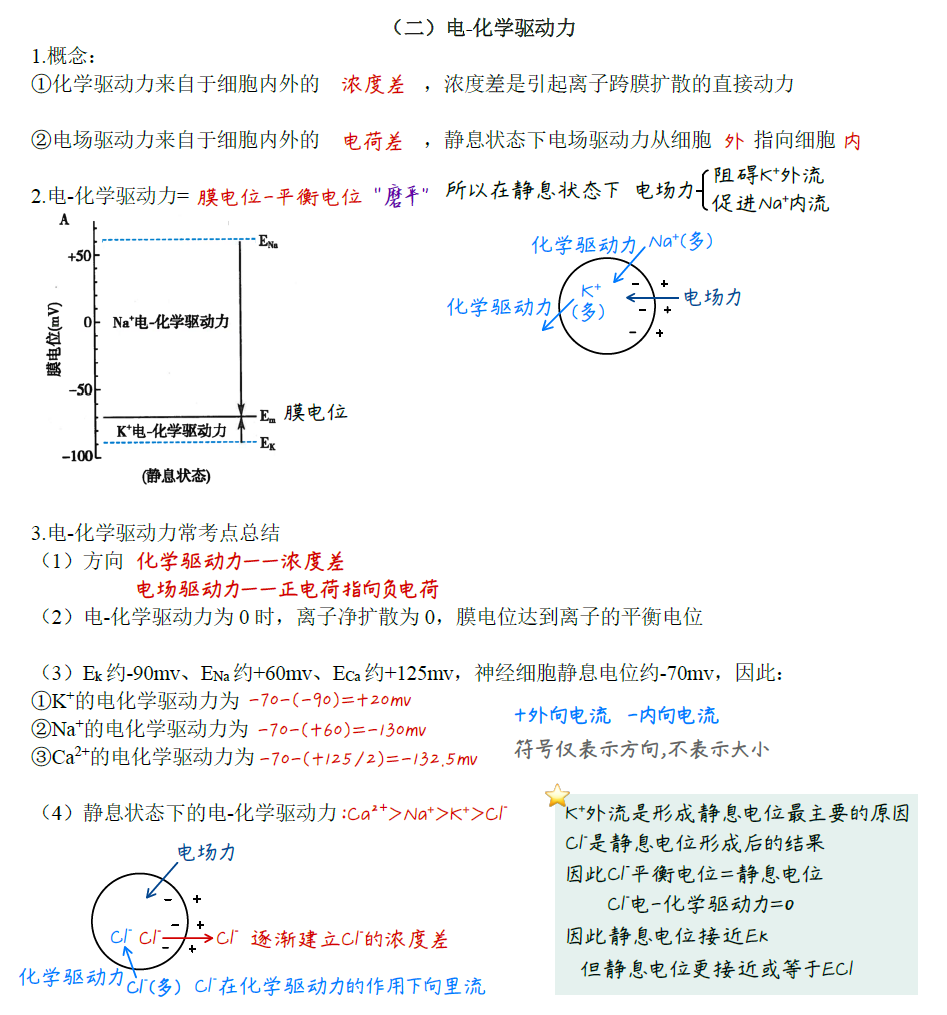 （二）电-化学驱动力
1.概念：
①化学驱动力来自于细胞内外的 浓度差 ，浓度差是引起离子跨膜扩散的直接动力
②电场驱动力来自于细胞内外的 电荷差 ，静息状态下电场驱动力从细胞 外 指向细胞 内
2.电-化学驱动力= 膜电位-平衡电位 "磨平" 所以在静息状态下 电场力
阻碍K⁺外流
促进Na⁺内流
A
膜电位(mV)
+50
0
-50
-100
E_Na
Na⁺电-化学驱动力
E_m 膜电位
K⁺电-化学驱动力
E_K
(静息状态)
化学驱动力 Na⁺(多)
化学驱动力 K⁺
(多)
- +
- +
- +
电场力
3.电-化学驱动力常考点总结
（1）方向 化学驱动力——浓度差
电场驱动力——正电荷指向负电荷
（2）电-化学驱动力为 0 时，离子净扩散为 0，膜电位达到离子的平衡电位
（3）Ek 约-90mv、ENa 约+60mv、ECa 约+125mv，神经细胞静息电位约-70mv，因此：
①K⁺的电化学驱动力为 -70-(-90)=+20mv
②Na⁺的电化学驱动力为 -70-(+60)=-130mv
③Ca²⁺的电化学驱动力为 -70-(+125/2)=-132.5mv
+外向电流 -内向电流
符号仅表示方向,不表示大小
（4）静息状态下的电-化学驱动力:Ca²⁺>Na⁺>K⁺>Cl⁻
电场力
- +
- +
- +
Cl⁻ Cl⁻ Cl⁻ 逐渐建立Cl⁻的浓度差
化学驱动力 Cl⁻(多) Cl⁻在化学驱动力的作用下向里流
K⁺外流是形成静息电位最主要的原因
Cl⁻是静息电位形成后的结果
因此Cl⁻平衡电位=静息电位
Cl⁻电-化学驱动力=0
因此静息电位接近Ek
但静息电位更接近或等于ECl